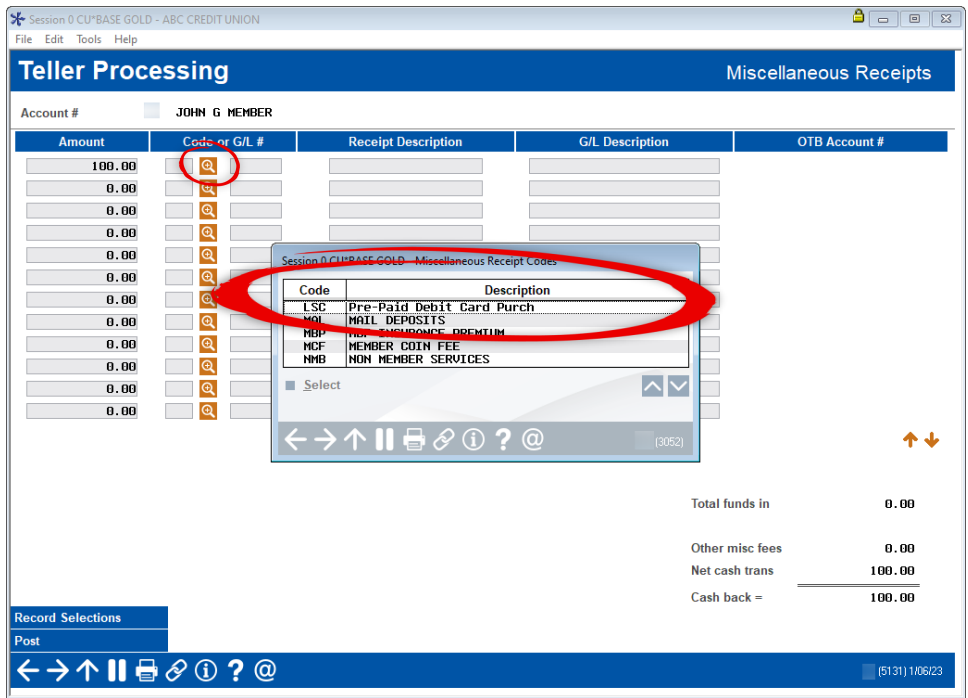 Session 0 CU*BASE GOLD - ABC CREDIT UNION
File Edit Tools Help
Teller Processing
Miscellaneous Receipts
Account # JOHN G MEMBER
Amount Code or G/L # Receipt Description G/L Description OTB Account #
100.00
0.00
0.00
0.00
0.00
0.00
0.00
0.00
0.00
0.00
0.00
0.00
Session 0 CU*BASE GOLD - Miscellaneous Receipt Codes
Code Description
LSC Pre-Paid Debit Card Purch
MAL MAIL DEPOSITS
MBP MBP INSURANCE PREMIUM
MCF MEMBER COIN FEE
NMB NON MEMBER SERVICES
Select
(3052)
Total funds in 0.00
Other misc fees 0.00
Net cash trans 100.00
Cash back = 100.00
Record Selections
Post
(5131) 1/06/23